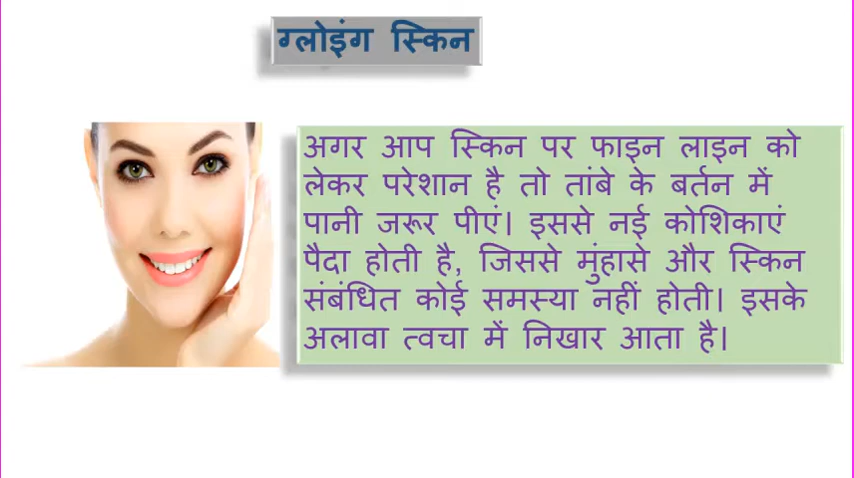 ग्लोइंग स्किन
अगर आप स्किन पर फाइन लाइन को
लेकर परेशान है तो तांबे के बर्तन में
पानी जरूर पीएं। इससे नई कोशिकाएं
पैदा होती है, जिससे मुंहासे और स्किन
संबंधित कोई समस्या नहीं होती। इसके
अलावा त्वचा में निखार आता है।